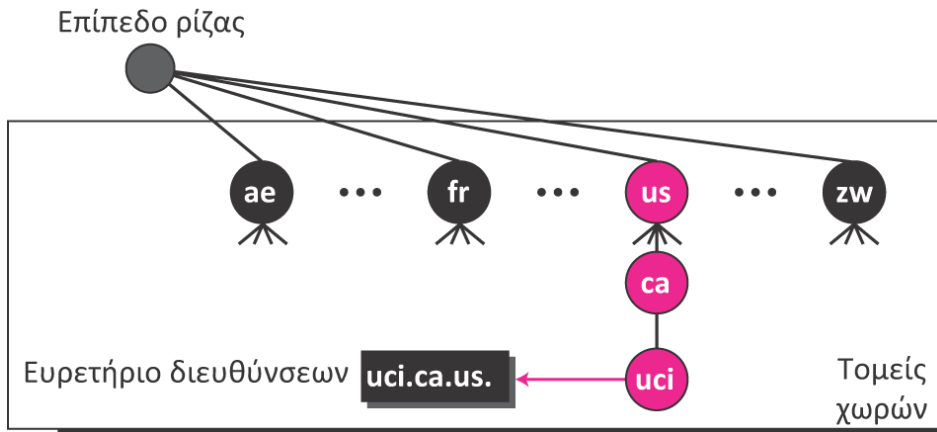 Επίπεδο ρίζας
ae ••• fr ••• us ••• zw
ca
Ευρετήριο διευθύνσεων uci.ca.us. uci Τομείς
χωρών